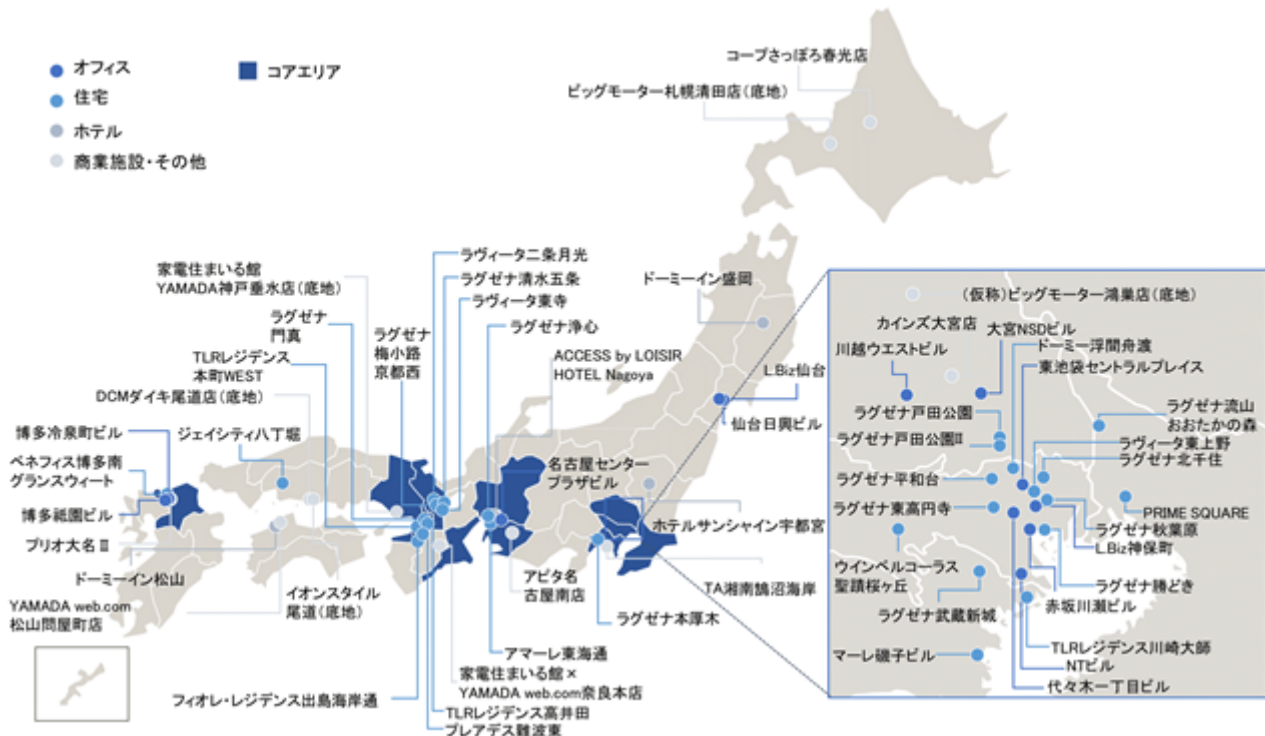 オフィス
コアエリア
住宅
ホテル
商業施設・その他
コープさっぽろ春光店
ビッグモーター札幌清田店(底地)
ラヴィータ二条月光
家電住まいる館
YAMADA神戸垂水店(底地)
ラグゼナ清水五条
ドーミーイン盛岡
ラヴィータ東寺
ラグゼナ
門真
ラグゼナ
梅小路
京都西
ラグゼナ浄心
TLRレジデンス
本町WEST
ACCESS by LOISIR
HOTEL Nagoya
L.Biz仙台
DCMダイキ尾道店(底地)
仙台日興ビル
博多冷泉町ビル
ジェイシティ八丁堀
ベネフィス博多南
グランスウィート
名古屋センター
プラザビル
博多祇園ビル
ホテルサンシャイン宇都宮
プリオ大名Ⅱ
ドーミーイン松山
イオンスタイル
尾道(底地)
アピタ名
古屋南店
TA湘南鵠沼海岸
YAMADA web.com
松山問屋町店
ラグゼナ本厚木
アマーレ東海通
家電住まいる館×
YAMADA web.com奈良本店
フィオレ・レジデンス出島海岸通
TLRレジデンス高井田
プレアデス難波東
(仮称)ビッグモーター鴻巣店(底地)
カインズ大宮店
大宮NSDビル
川越ウエストビル
ドーミー浮間舟渡
東池袋セントラルプレイス
ラグゼナ戸田公園
ラグゼナ流山
おおたかの森
ラグゼナ戸田公園Ⅱ
ラヴィータ東上野
ラグゼナ北千住
ラグゼナ平和台
ラグゼナ東高円寺
PRIME SQUARE
ラグゼナ秋葉原
L.Biz神保町
ウインベルコーラス
聖蹟桜ヶ丘
ラグゼナ勝どき
赤坂川瀬ビル
ラグゼナ武蔵新城
TLRレジデンス川崎大師
マーレ磯子ビル
NTビル
代々木一丁目ビル